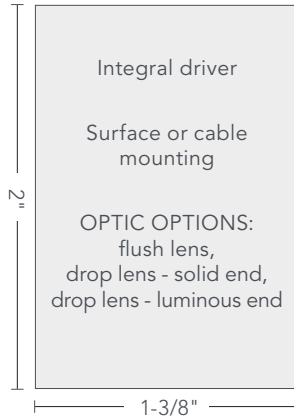 Integral driver
Surface or cable
mounting
OPTIC OPTIONS:
flush lens,
drop lens - solid end,
drop lens - luminous end
2"
1-3/8"